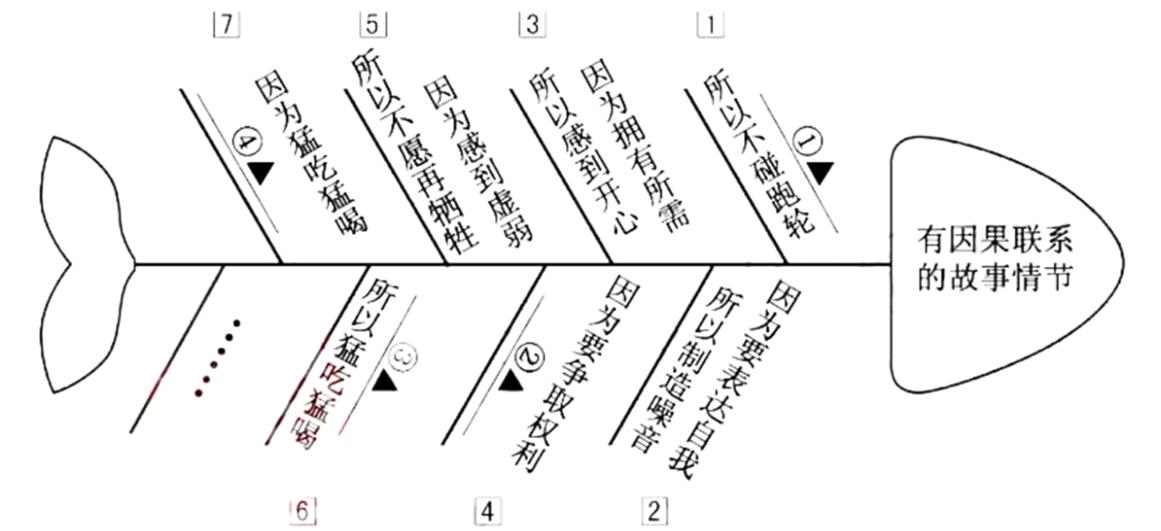 7
5
3
1
因为猛吃猛喝
④
因为感到虚弱
所以不愿再牺牲
因为拥有所需
所以感到开心
①
所以不碰跑轮
有因果联系
的故事情节
......
③
所以猛吃猛喝
因为要争取权利
②
因为要表达自我
所以制造噪音
6
4
2